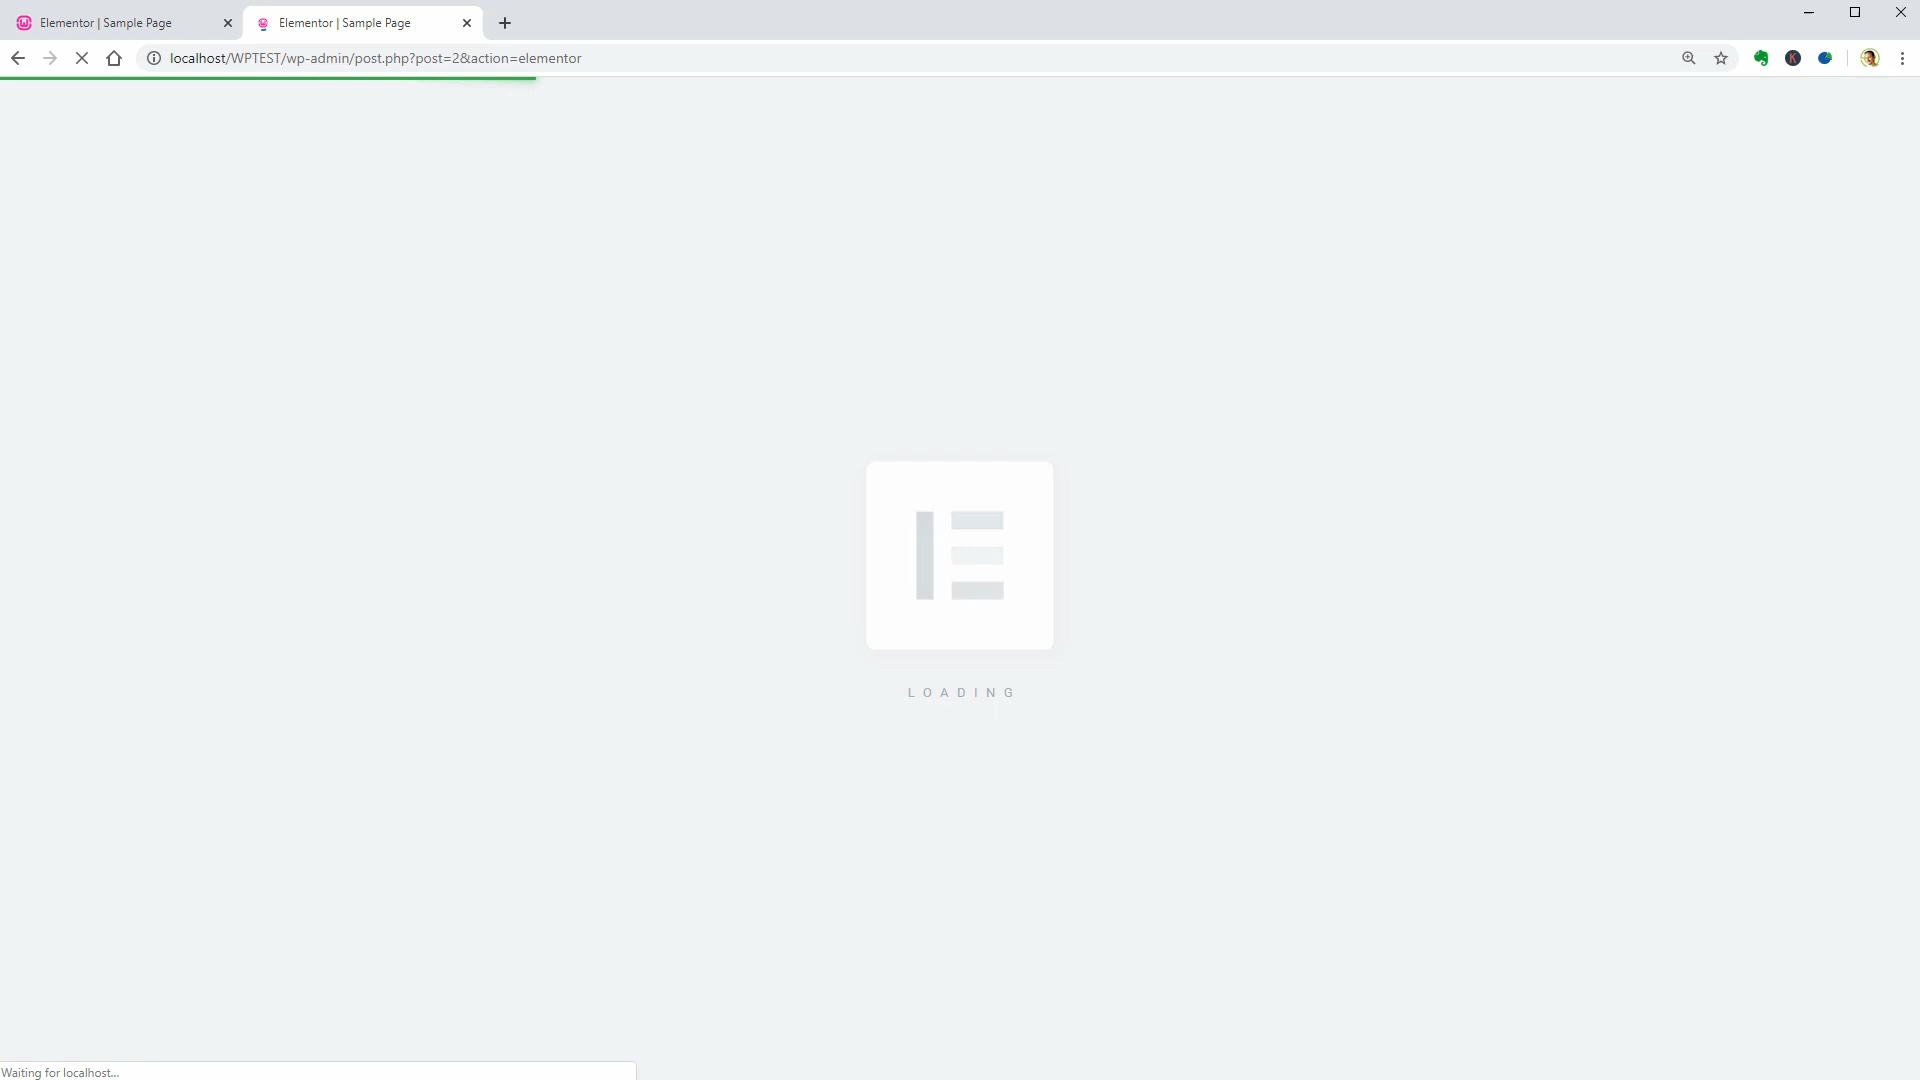 Elementor | Sample Page
Elementor | Sample Page
localhost/WPTEST/wp-admin/post.php?post=2&action=elementor
LOADING
Waiting for localhost...